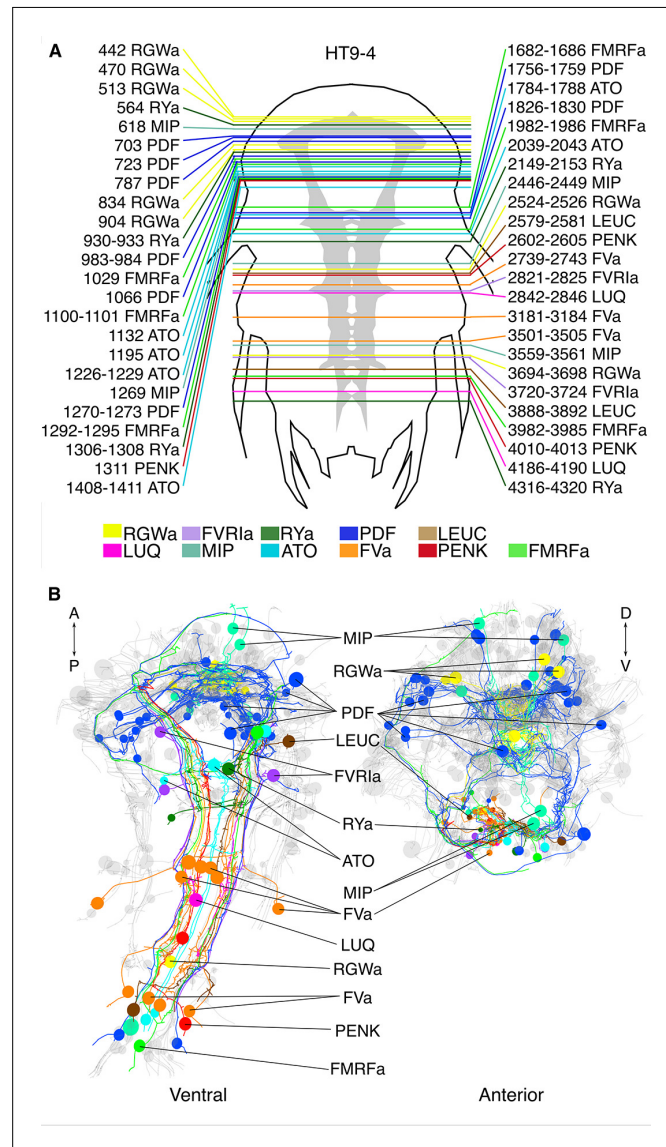 A
HT9-4
442 RGWa
470 RGWa
513 RGWa
564 RYa
618 MIP
703 PDF
723 PDF
787 PDF
834 RGWa
904 RGWa
930-933 RYa
983-984 PDF
1029 FMRFa
1066 PDF
1100-1101 FMRFa
1132 ATO
1195 ATO
1226-1229 ATO
1269 MIP
1270-1273 PDF
1292-1295 FMRFa
1306-1308 RYa
1311 PENK
1408-1411 ATO
1682-1686 FMRFa
1756-1759 PDF
1784-1788 ATO
1826-1830 PDF
1982-1986 FMRFa
2039-2043 ATO
2149-2153 RYa
2446-2449 MIP
2524-2526 RGWa
2579-2581 LEUC
2602-2605 PENK
2739-2743 FVa
2821-2825 FVRIa
2842-2846 LUQ
3181-3184 FVa
3501-3505 FVa
3559-3561 MIP
3694-3698 RGWa
3720-3724 FVRIa
3888-3892 LEUC
3982-3985 FMRFa
4010-4013 PENK
4186-4190 LUQ
4316-4320 RYa
RGWa FVRIa RYa PDF LEUC
LUQ MIP ATO FVa PENK FMRFa
B
A
P
D
V
MIP
RGWa
PDF
LEUC
FVRIa
RYa
ATO
MIP
FVa
LUQ
RGWa
FVa
PENK
FMRFa
Ventral
Anterior